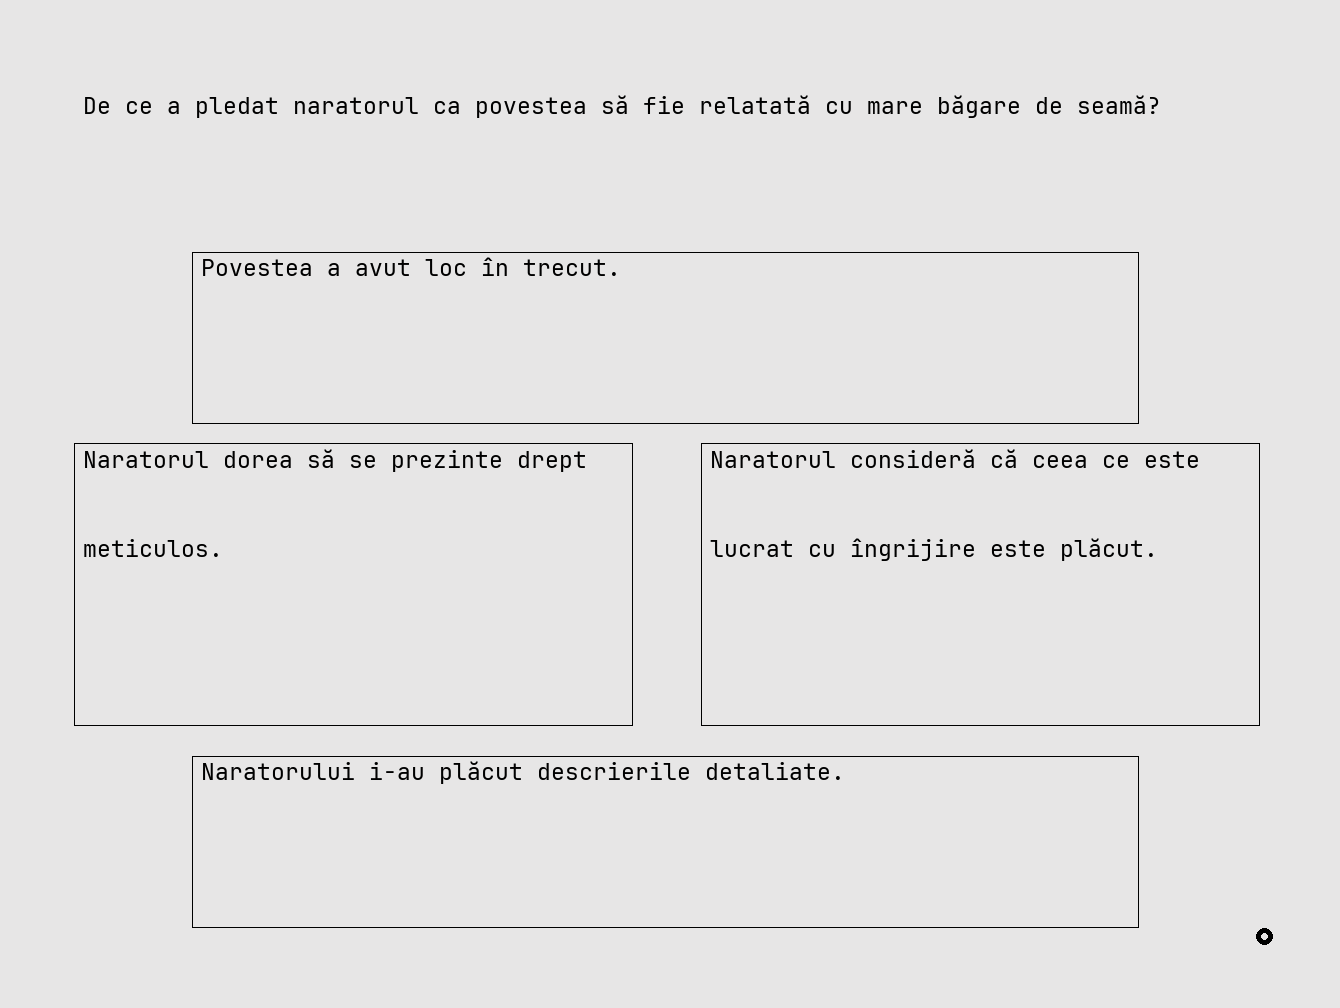 De ce a pledat naratorul ca povestea să fie relatată cu mare băgare de seamă?
Povestea a avut loc în trecut.
Naratorul dorea să se prezinte drept
meticulos.
Naratorul consideră că ceea ce este
lucrat cu îngrijire este plăcut.
Naratorului i-au plăcut descrierile detaliate.